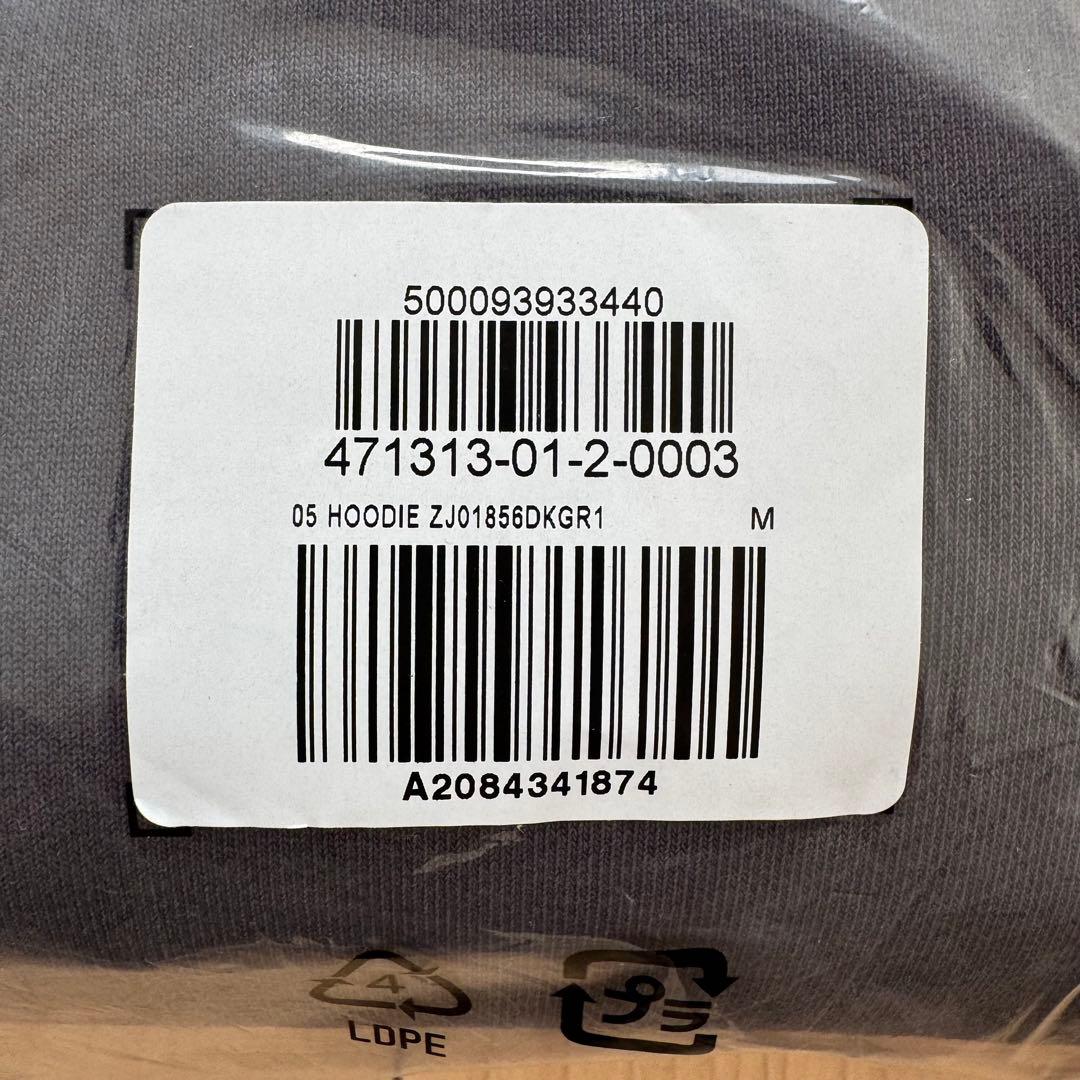 500093933440
471313-01-2-0003
05 HOODIE ZJ01856DKGR1 M
A2084341874
4
LDPE
プラ